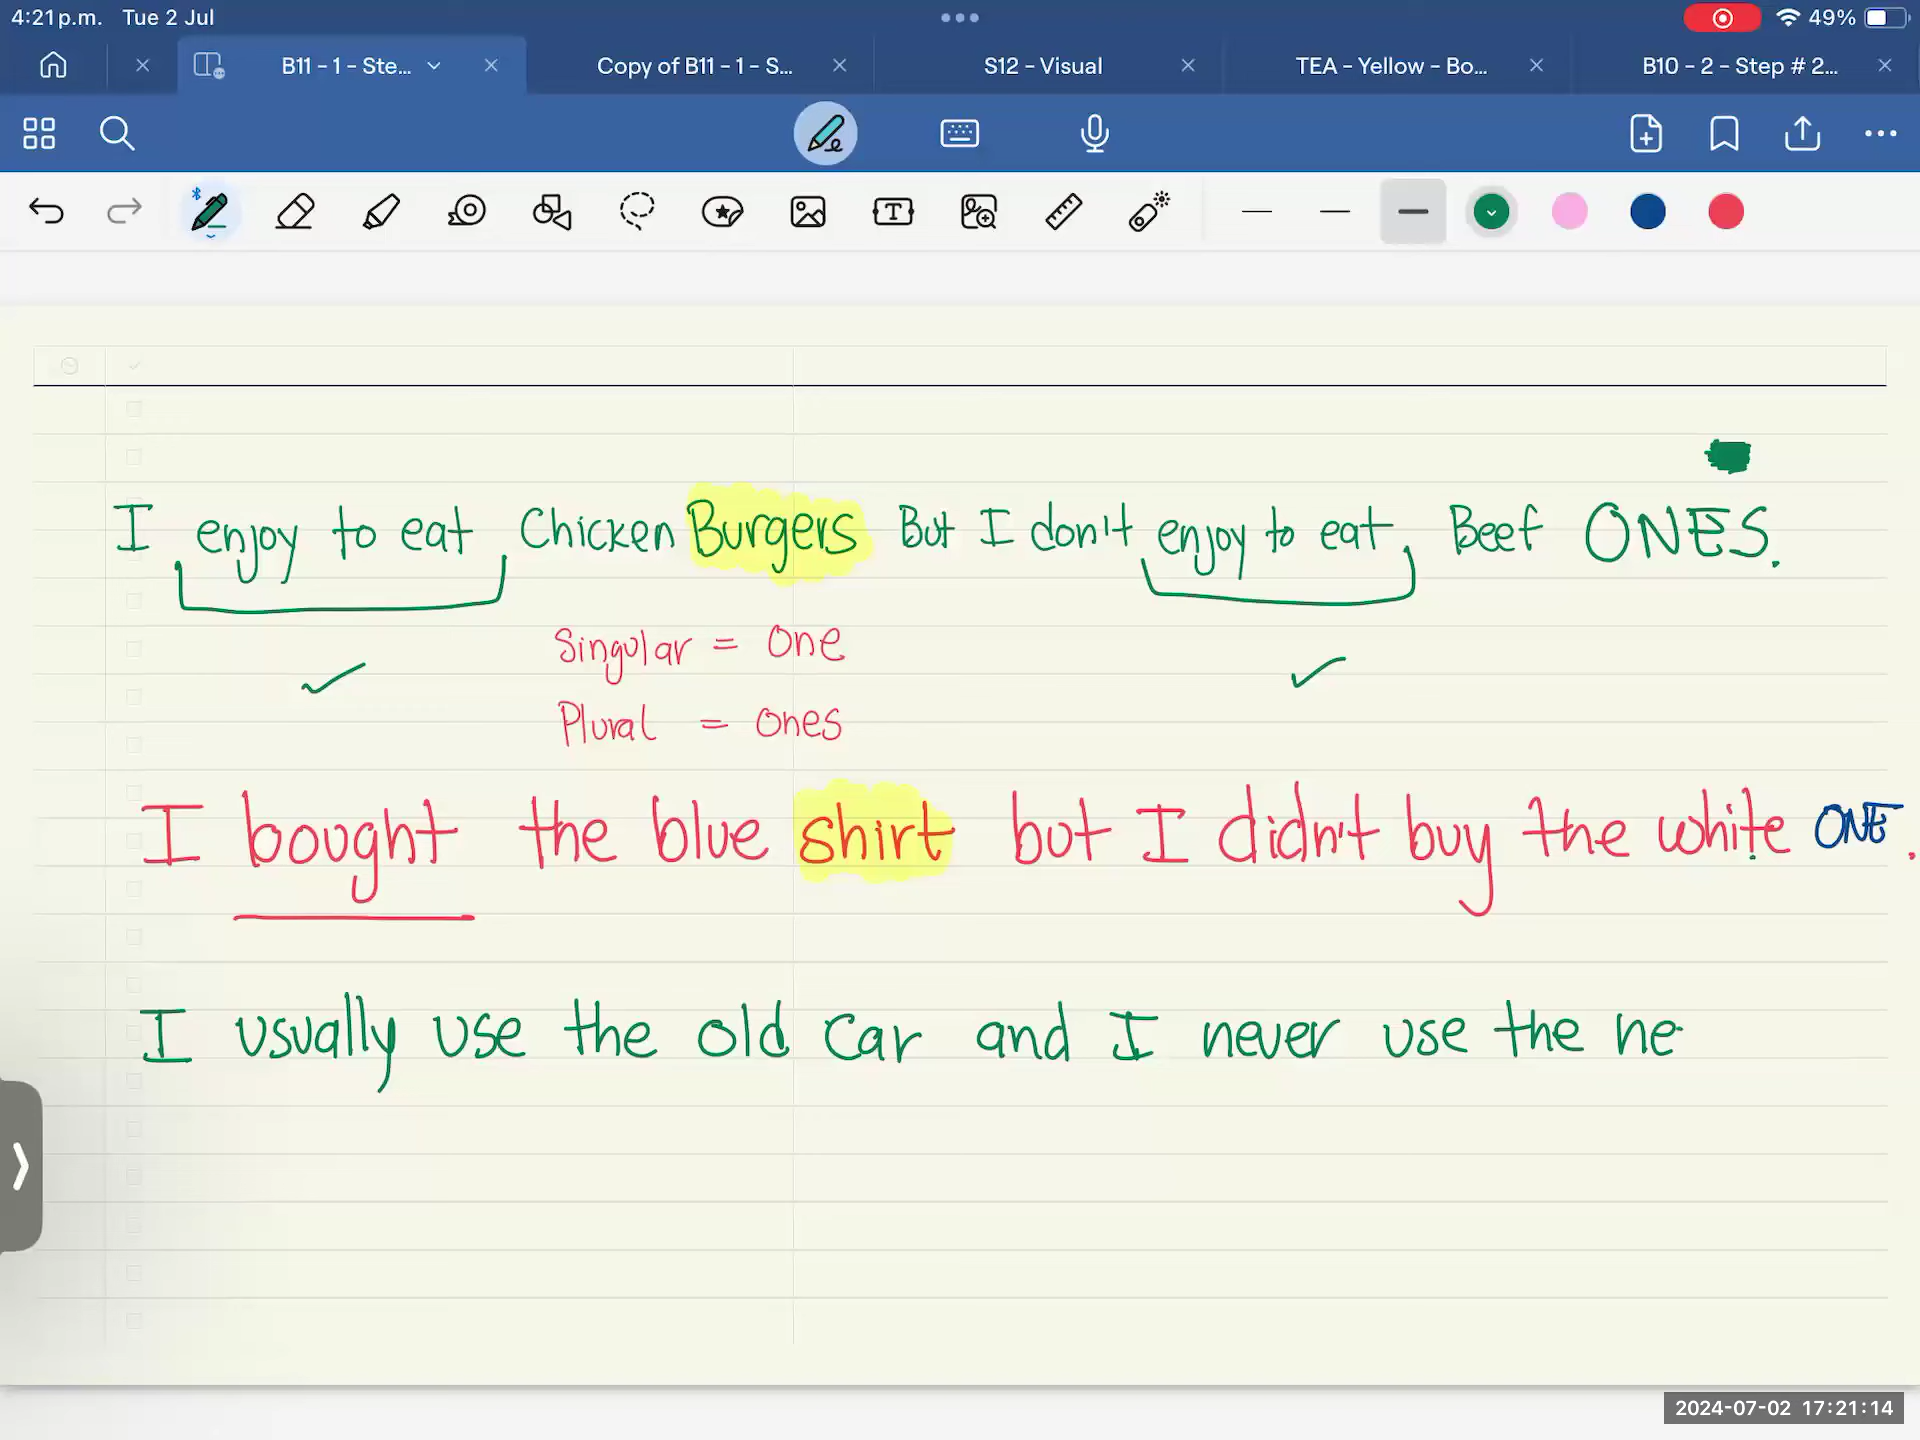 4:21 p.m. Tue 2 Jul 49%
B11 - 1 - Ste... Copy of B11 - 1 - S... S12 - Visual TEA - Yellow - Bo... B10 - 2 - Step # 2...
I enjoy to eat Chicken Burgers But I don't enjoy to eat Beef ONES.
Singular = One
Plural = Ones
I bought the blue shirt but I didn't buy the white ONE.
I usually use the old car and I never use the ne
2024-07-02 17:21:14